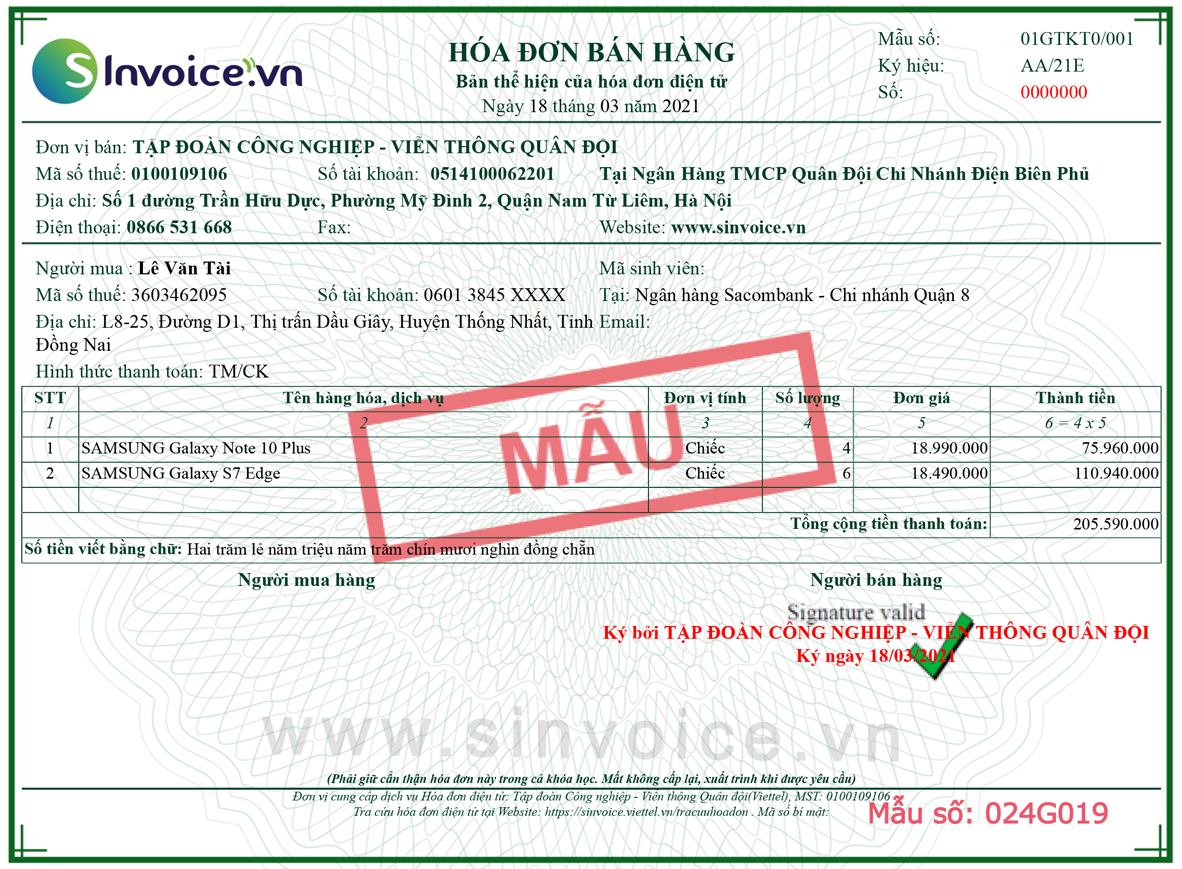 SInvoice.vn
HÓA ĐƠN BÁN HÀNG
Bản thể hiện của hóa đơn điện tử
Ngày 18 tháng 03 năm 2021
Mẫu số: 01GTKT0/001
Ký hiệu: AA/21E
Số: 0000000
Đơn vị bán: TẬP ĐOÀN CÔNG NGHIỆP - VIỄN THÔNG QUÂN ĐỘI
Mã số thuế: 0100109106 Số tài khoản: 0514100062201 Tại Ngân Hàng TMCP Quân Đội Chi Nhánh Điện Biên Phủ
Địa chỉ: Số 1 đường Trần Hữu Dực, Phường Mỹ Đình 2, Quận Nam Từ Liêm, Hà Nội
Điện thoại: 0866 531 668 Fax: Website: www.sinvoice.vn
Người mua : Lê Văn Tài Mã sinh viên:
Mã số thuế: 3603462095 Số tài khoản: 0601 3845 XXXX Tại: Ngân hàng Sacombank - Chi nhánh Quận 8
Địa chỉ: L8-25, Đường D1, Thị trấn Dầu Giây, Huyện Thống Nhất, Tỉnh Email:
Đồng Nai
Hình thức thanh toán: TM/CK
STT Tên hàng hóa, dịch vụ Đơn vị tính Số lượng Đơn giá Thành tiền
1 2 3 4 5 6 = 4 x 5
1 SAMSUNG Galaxy Note 10 Plus Chiếc 4 18.990.000 75.960.000
2 SAMSUNG Galaxy S7 Edge Chiếc 6 18.490.000 110.940.000
MẪU
Tổng cộng tiền thanh toán: 205.590.000
Số tiền viết bằng chữ: Hai trăm lẻ năm triệu năm trăm chín mươi nghìn đồng chẵn
Người mua hàng Người bán hàng
Signature valid
Ký bởi TẬP ĐOÀN CÔNG NGHIỆP - VIỄN THÔNG QUÂN ĐỘI
Ký ngày 18/03/2021
www.sinvoice.vn
(Phải giữ cẩn thận hóa đơn này trong cả khóa học. Mất không cấp lại, xuất trình khi được yêu cầu)
Đơn vị cung cấp dịch vụ Hóa đơn điện tử: Tập đoàn Công nghiệp - Viễn thông Quân đội(Viettel), MST: 0100109106
Tra cứu hóa đơn điện tử tại Website: https://sinvoice.viettel.vn/tracuuhoadon . Mã số bí mật:
Mẫu số: 024G019